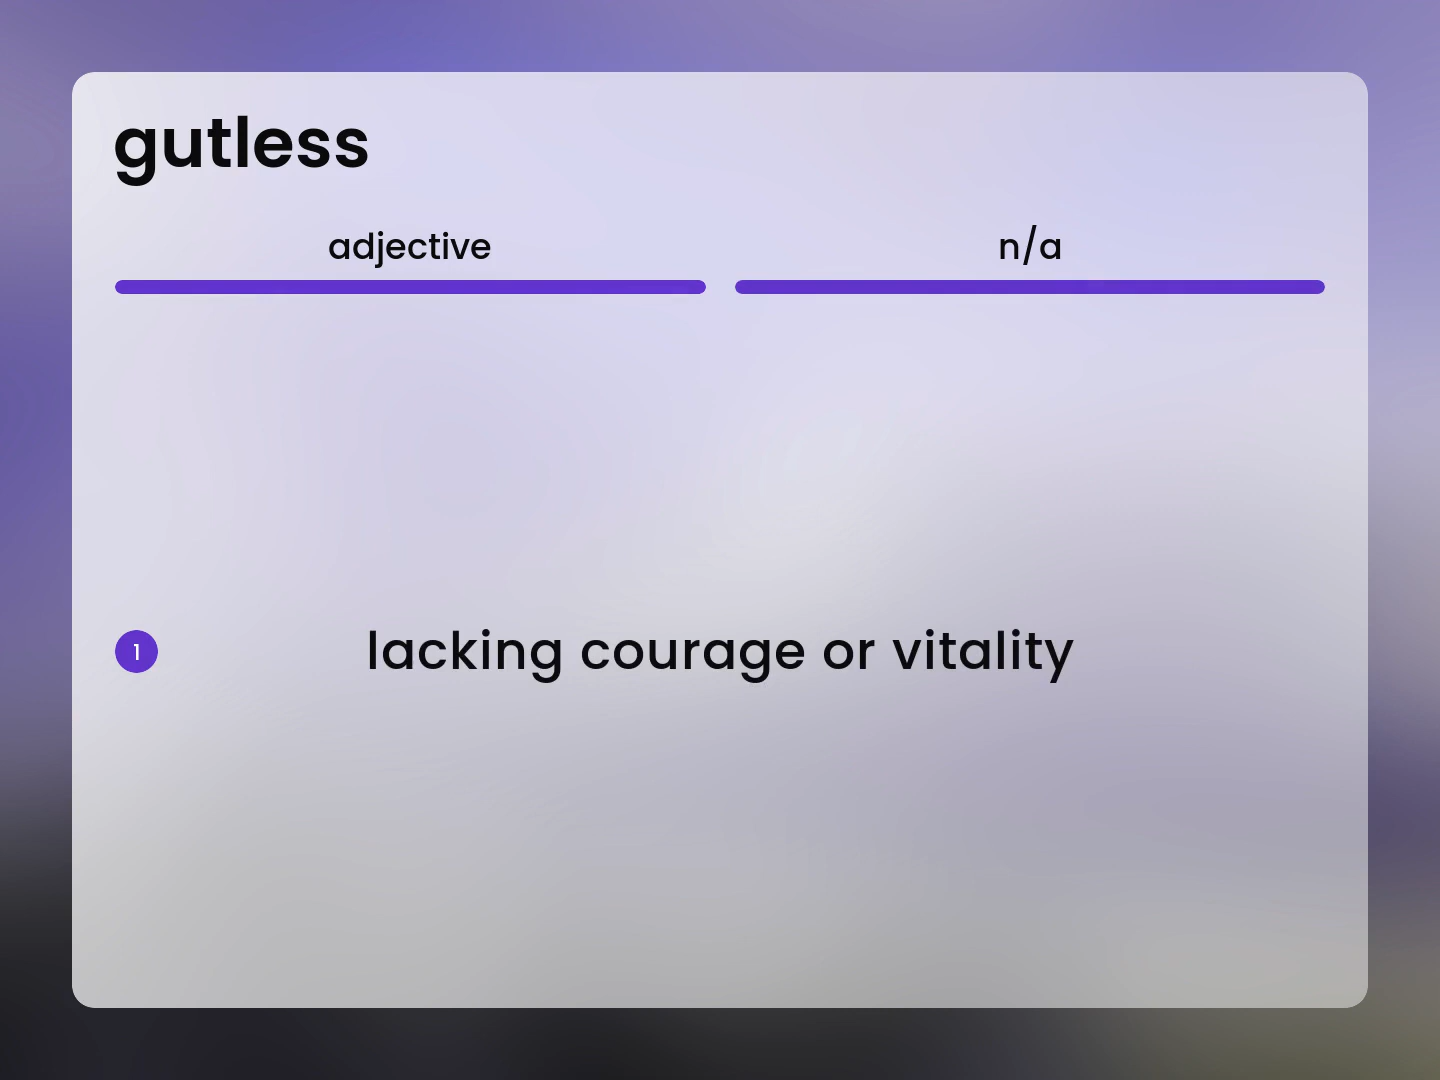 gutless
adjective
n/a
1
lacking courage or vitality